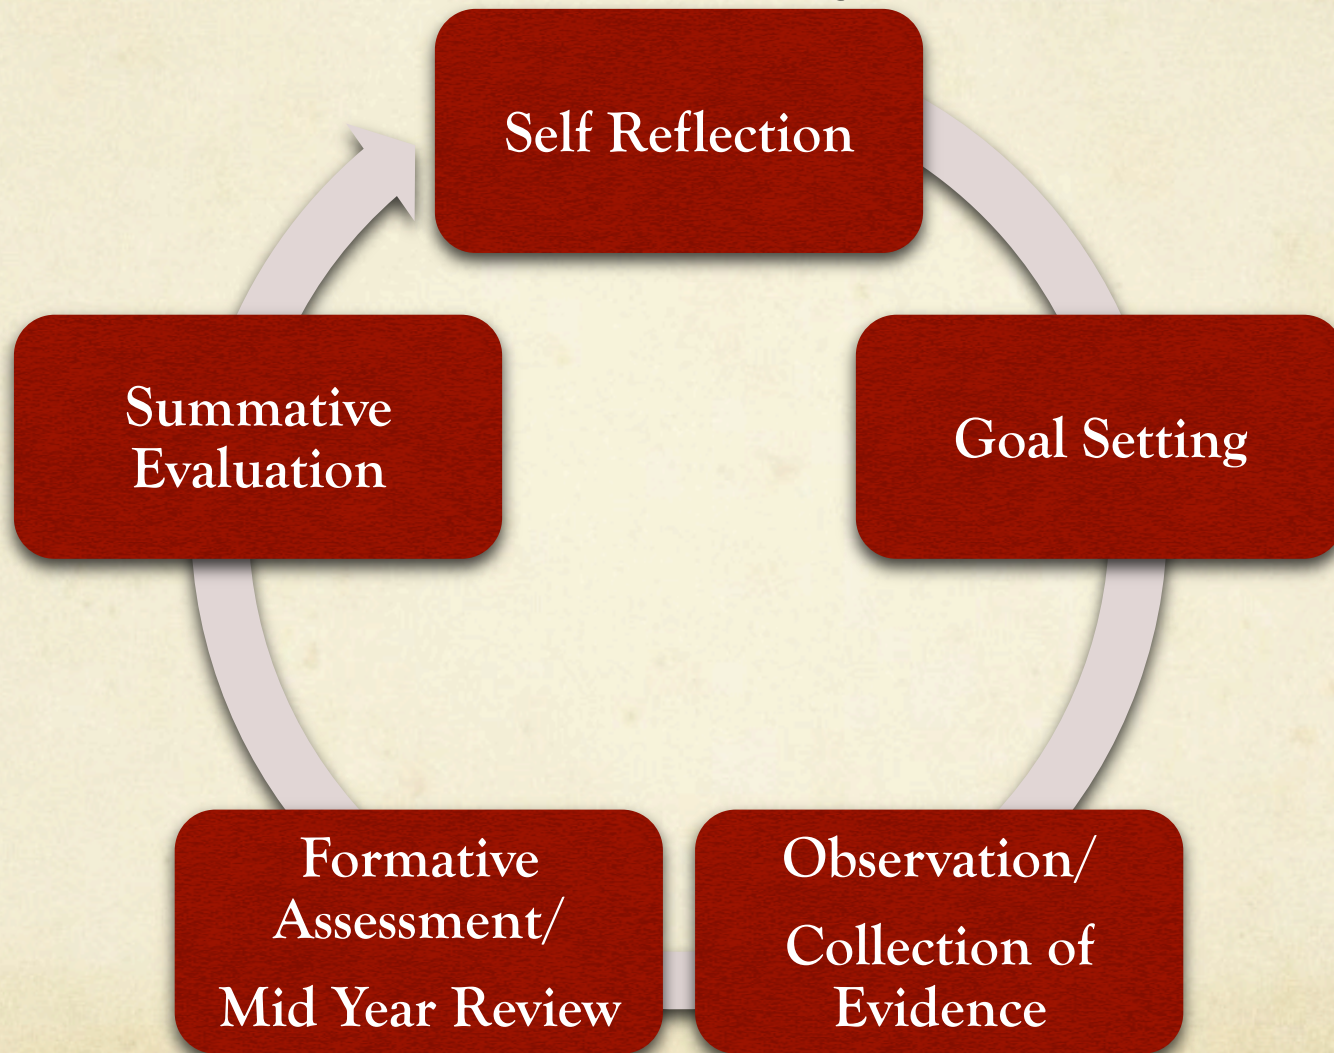 Self Reflection
Goal Setting
Observation/
Collection of
Evidence
Formative
Assessment/
Mid Year Review
Summative
Evaluation